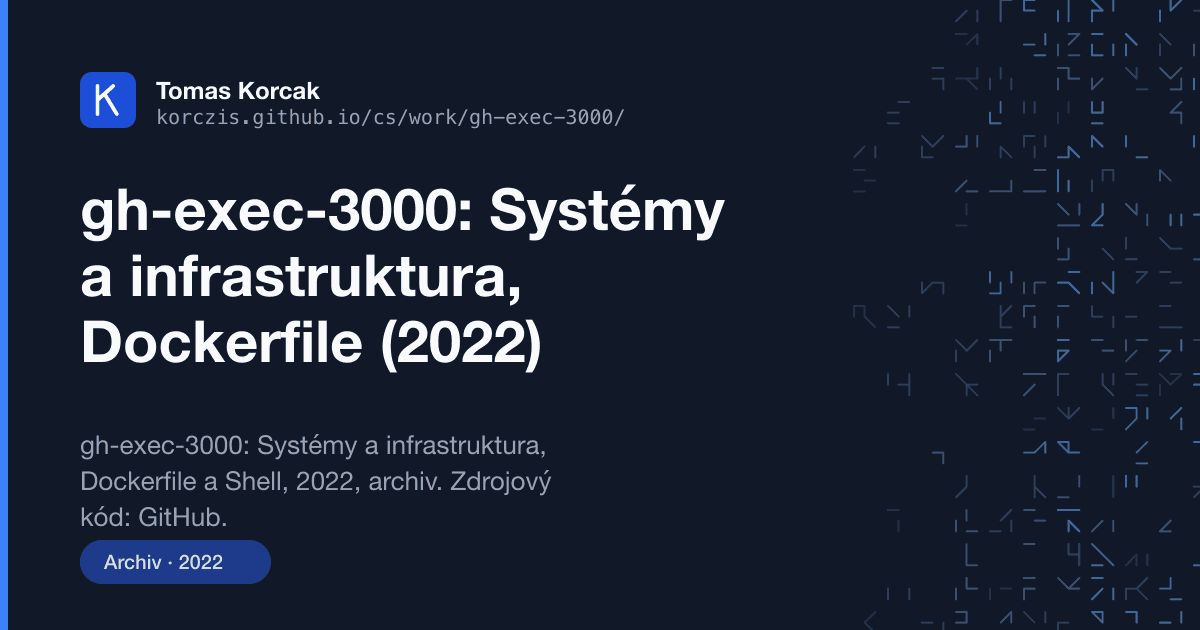 K
Tomas Korcak
korczis.github.io/cs/work/gh-exec-3000/
gh-exec-3000: Systémy
a infrastruktura,
Dockerfile (2022)
gh-exec-3000: Systémy a infrastruktura,
Dockerfile a Shell, 2022, archiv. Zdrojový
kód: GitHub.
Archiv · 2022